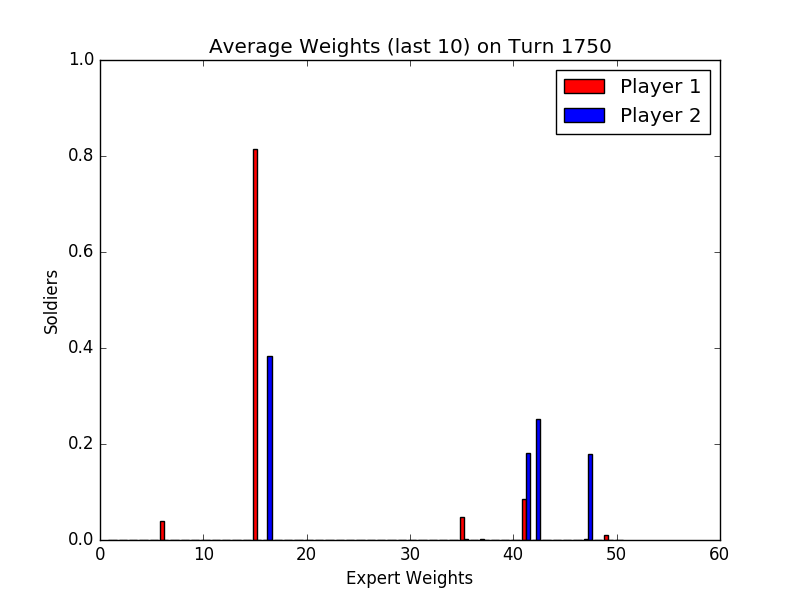 Average Weights (last 10) on Turn 1750
1.0
0.8
0.6
0.4
0.2
0.0
Soldiers
Player 1
Player 2
0 10 20 30 40 50 60
Expert Weights